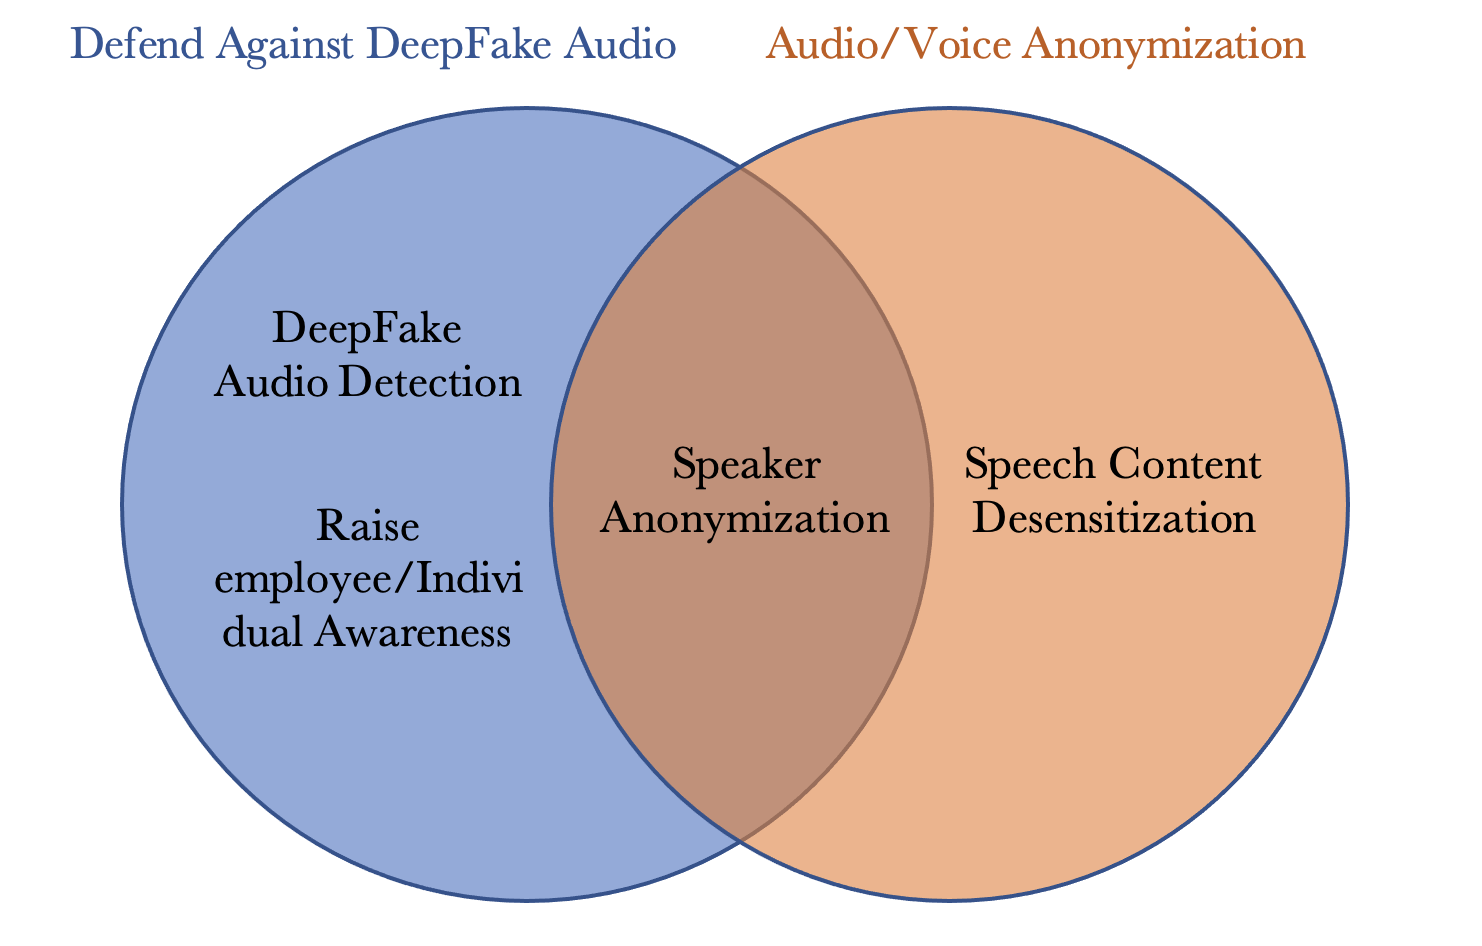 Defend Against DeepFake Audio
Audio/Voice Anonymization
DeepFake
Audio Detection
Raise
employee/Indivi
dual Awareness
Speaker
Anonymization
Speech Content
Desensitization